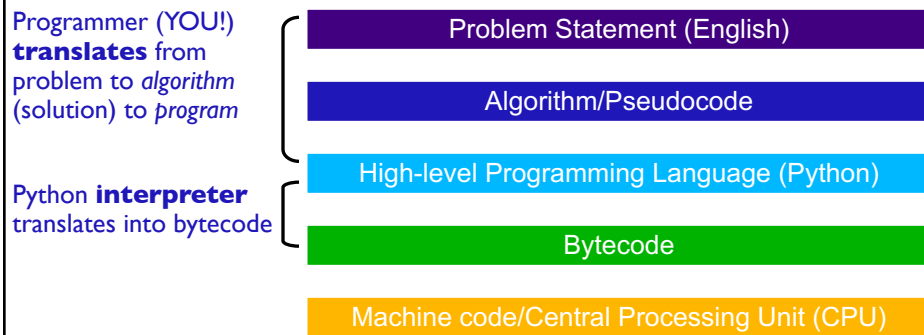 Programmer (YOU!)
translates from
problem to algorithm
(solution) to program
Python interpreter
translates into bytecode
Problem Statement (English)
Algorithm/Pseudocode
High-level Programming Language (Python)
Bytecode
Machine code/Central Processing Unit (CPU)